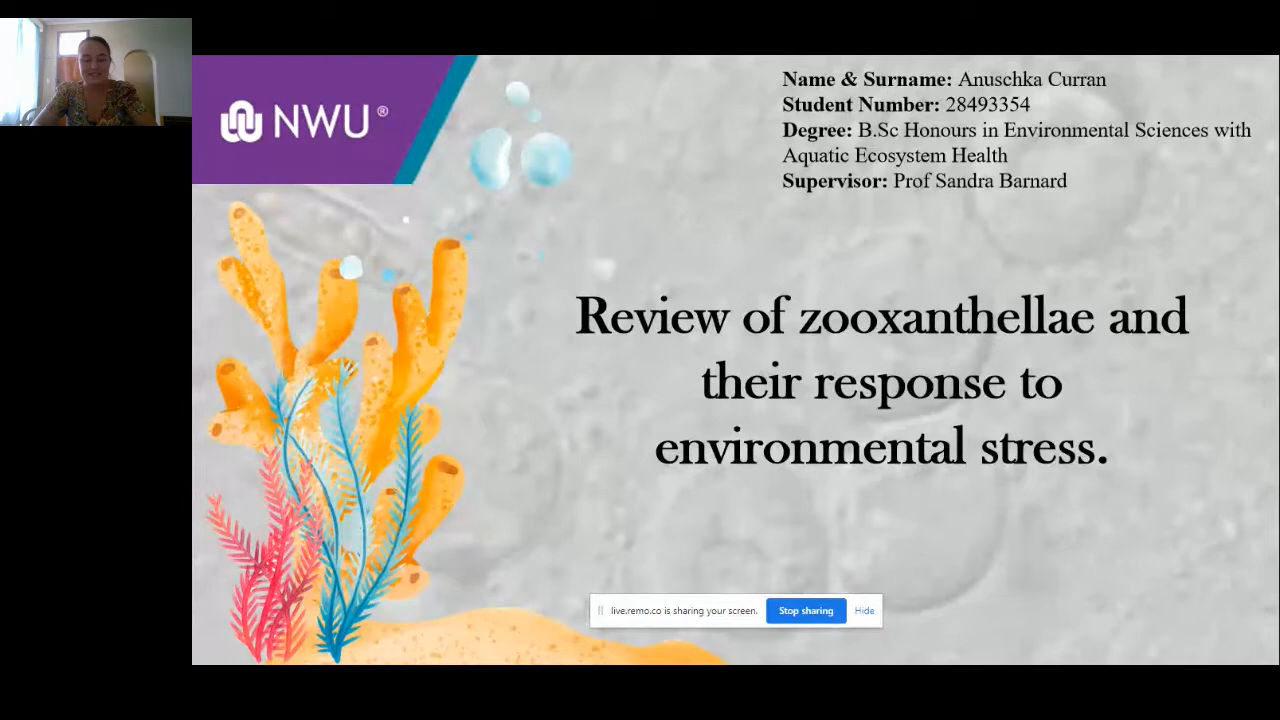 NWU®
Name & Surname: Anuschka Curran
Student Number: 28493354
Degree: B.Sc Honours in Environmental Sciences with
Aquatic Ecosystem Health
Supervisor: Prof Sandra Barnard
Review of zooxanthellae and
their response to
environmental stress.
live.remo.co is sharing your screen. Stop sharing Hide